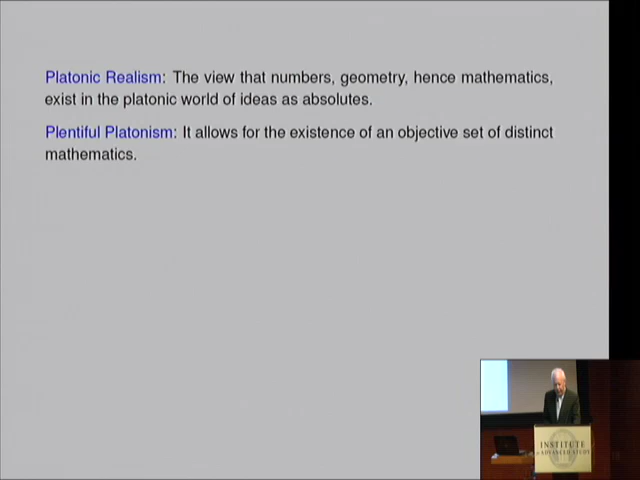 Platonic Realism: The view that numbers, geometry, hence mathematics,
exist in the platonic world of ideas as absolutes.
Plentiful Platonism: It allows for the existence of an objective set of distinct
mathematics.
INSTITUTE
ADVANCED STUDY